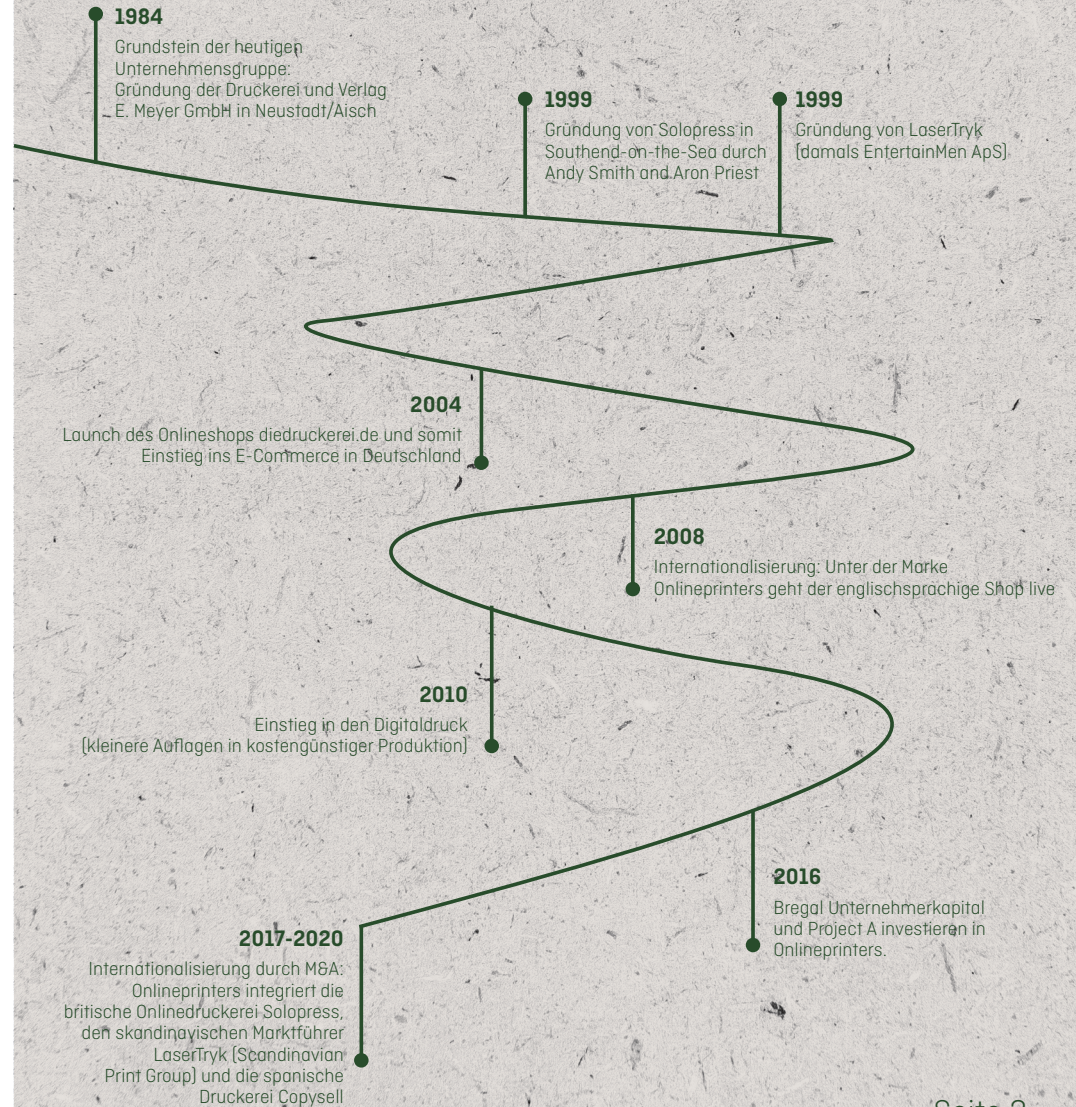 1984
Grundstein der heutigen
Unternehmensgruppe:
Gründung der Druckerei und Verlag
E. Meyer GmbH in Neustadt/Aisch
1999
Gründung von Solopress in
Southend-on-the-Sea durch
Andy Smith and Aron Priest
1999
Gründung von LaserTryk
(damals EntertainMen ApS)
2004
Launch des Onlineshops diedruckerei.de und somit
Einstieg ins E-Commerce in Deutschland
2008
Internationalisierung: Unter der Marke
Onlineprinters geht der englischsprachige Shop live
2010
Einstieg in den Digitaldruck
(kleinere Auflagen in kostengünstiger Produktion)
2016
Bregal Unternehmerkapital
und Project A investieren in
Onlineprinters.
2017-2020
Internationalisierung durch M&A:
Onlineprinters integriert die
britische Onlinedruckerei Solopress,
den skandinavischen Marktführer
LaserTryk (Scandinavian
Print Group) und die spanische
Druckerei Copysell